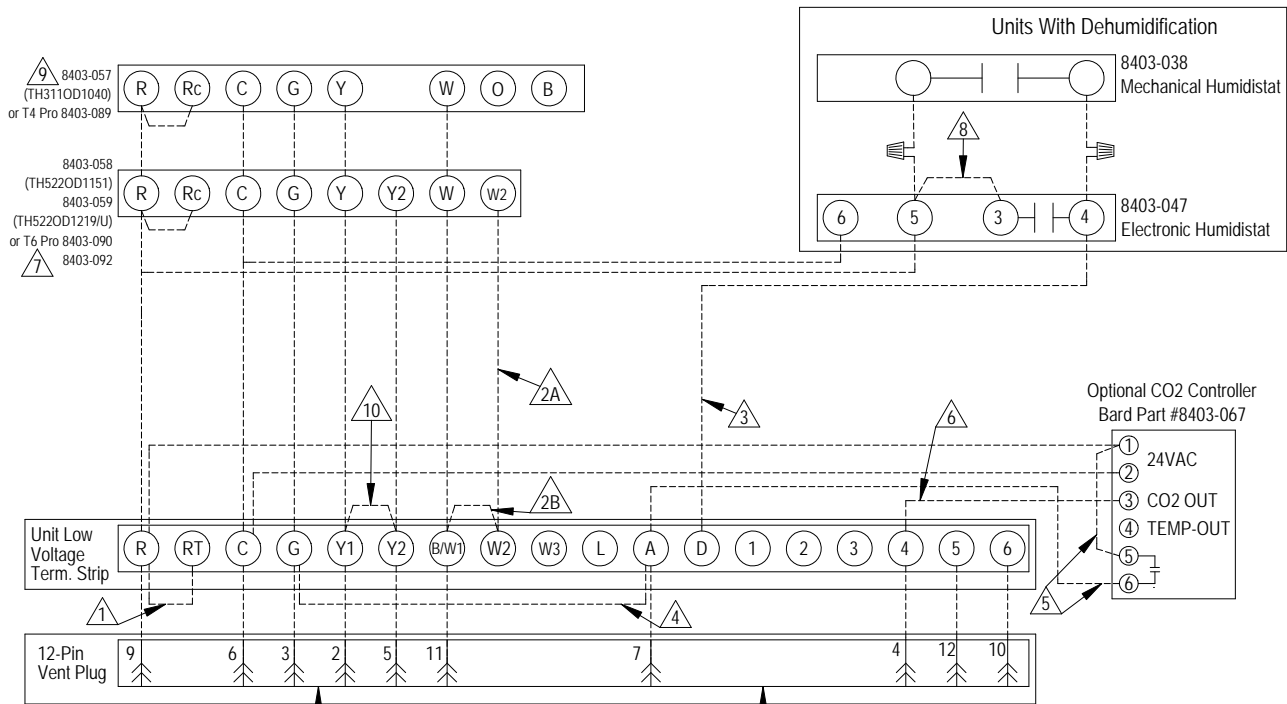 Units With Dehumidification
8403-038
Mechanical Humidistat
8
6 5 3 4
8403-047
Electronic Humidistat
9 8403-057
(TH311OD1040)
or T4 Pro 8403-089
R Rc C G Y W O B
8403-058
(TH522OD1151)
8403-059
(TH522OD1219/U)
or T6 Pro 8403-090
7 8403-092
R Rc C G Y Y2 W W2
2A
10
3
6
2B
Optional CO2 Controller
Bard Part #8403-067
1 24VAC
2
3 CO2 OUT
4 TEMP-OUT
5
6
5
Unit Low
Voltage
Term. Strip
R RT C G Y1 Y2 B/W1 W2 W3 L A D 1 2 3 4 5 6
1
4
12-Pin
Vent Plug
9 6 3 2 5 11 7 4 12 10